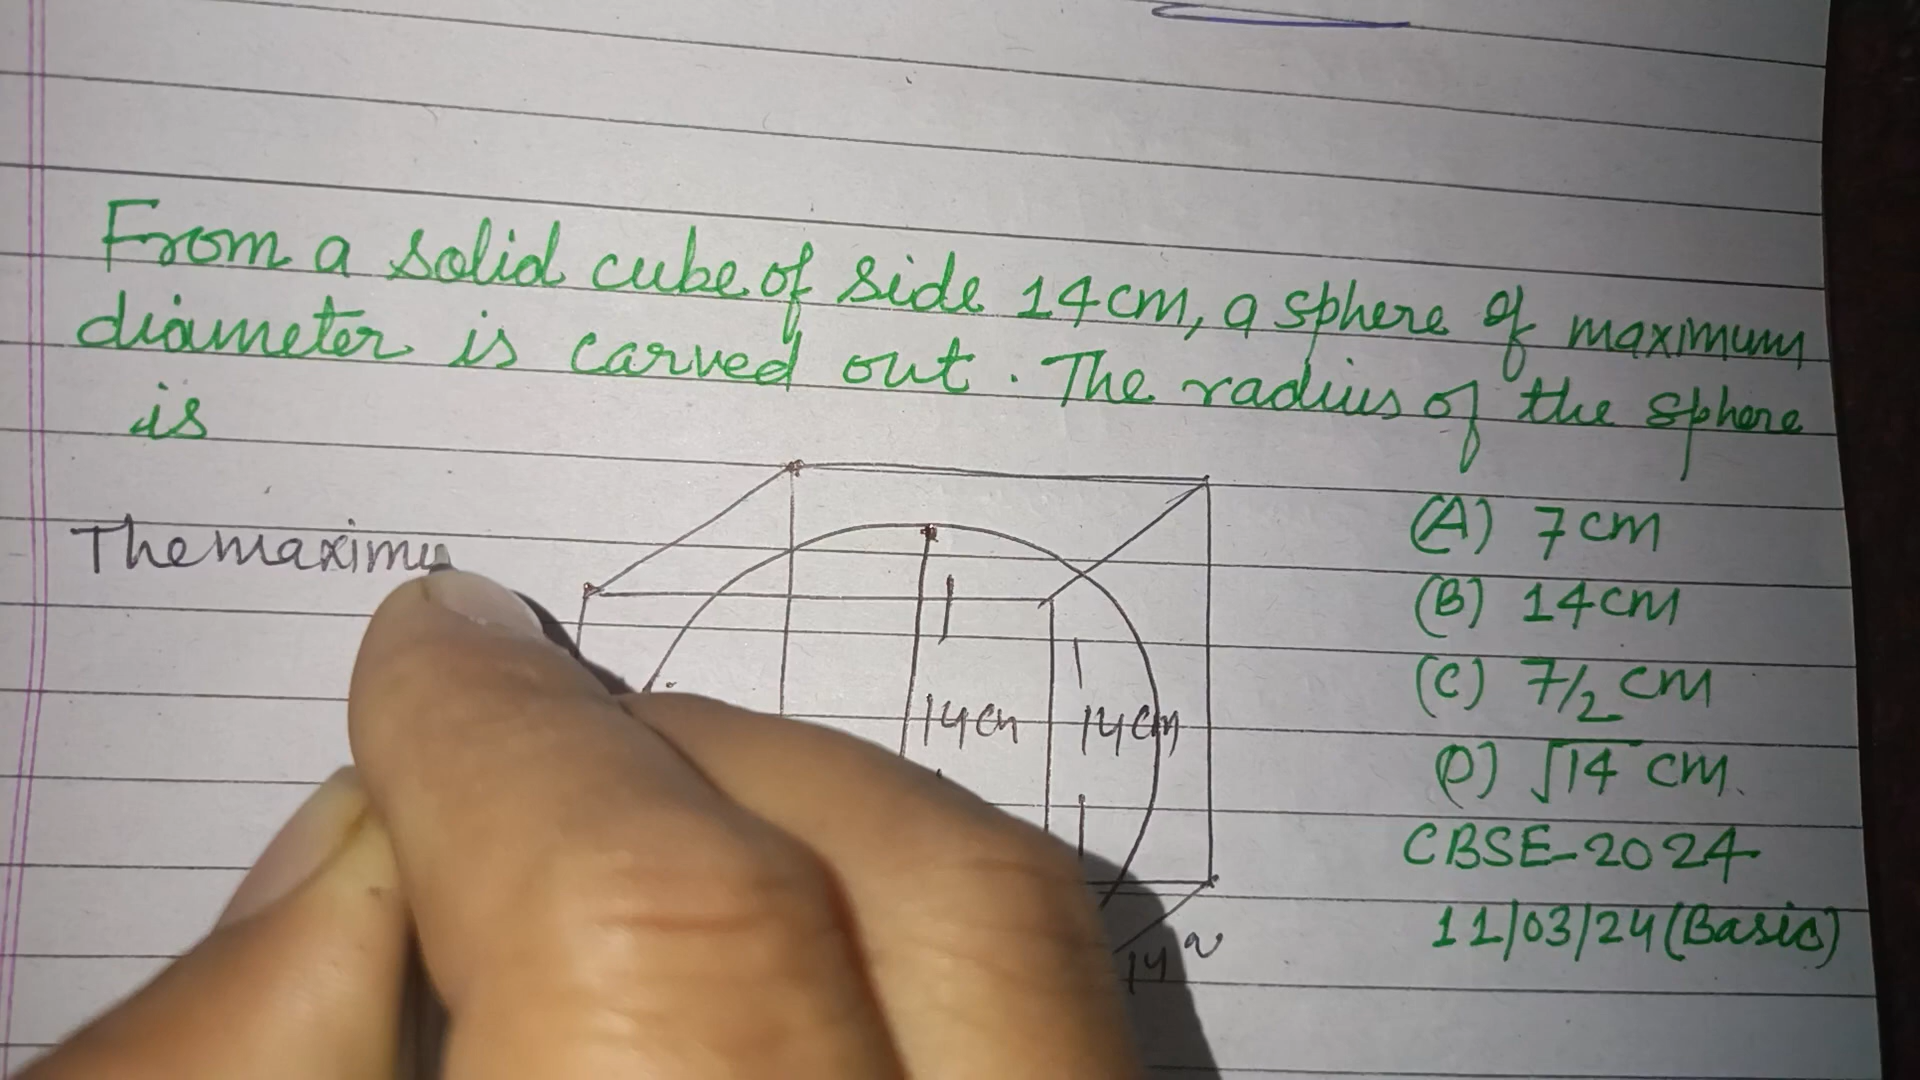 From a solid cube of side 14cm, a sphere of maximum
diameter is carved out. The radius of the sphere
is
(A) 7cm
The maximu
(B) 14cm
(C) 7/2 cm
14cm 14cm
(D) √14 cm.
CBSE-2024
11/03/24 (Basic)
14